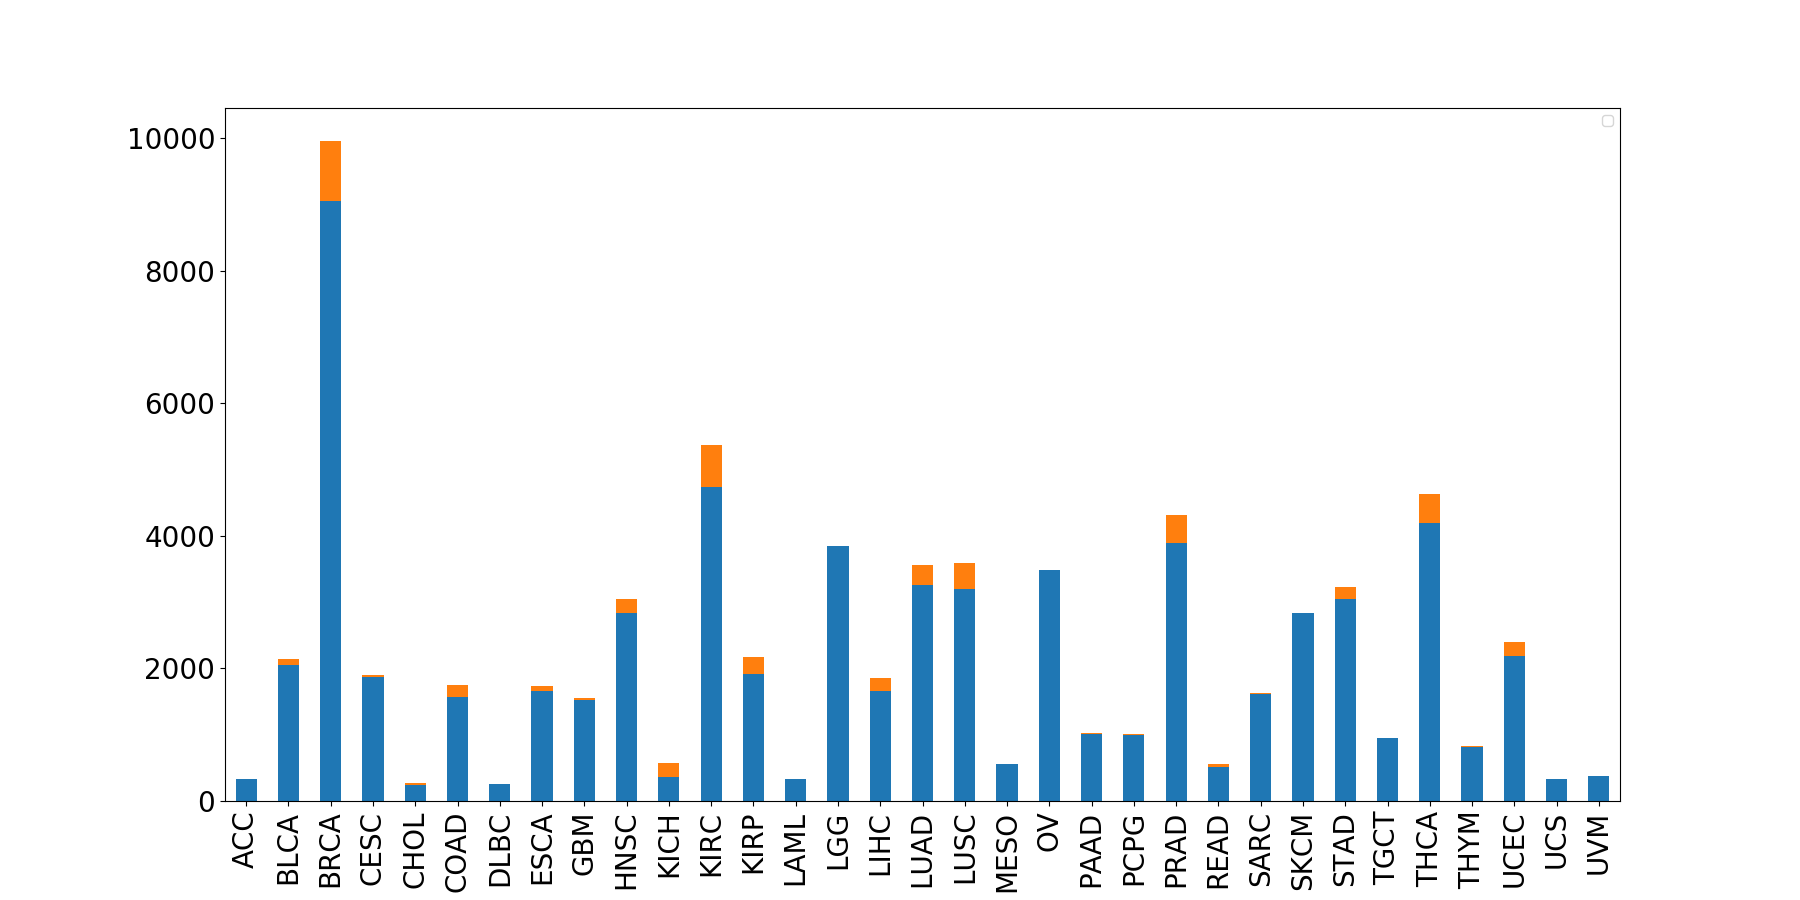 10000
8000
6000
4000
2000
0
ACC
BLCA
BRCA
CESC
CHOL
COAD
DLBC
ESCA
GBM
HNSC
KICH
KIRC
KIRP
LAML
LGG
LIHC
LUAD
LUSC
MESO
OV
PAAD
PCPG
PRAD
READ
SARC
SKCM
STAD
TGCT
THCA
THYM
UCEC
UCS
UVM